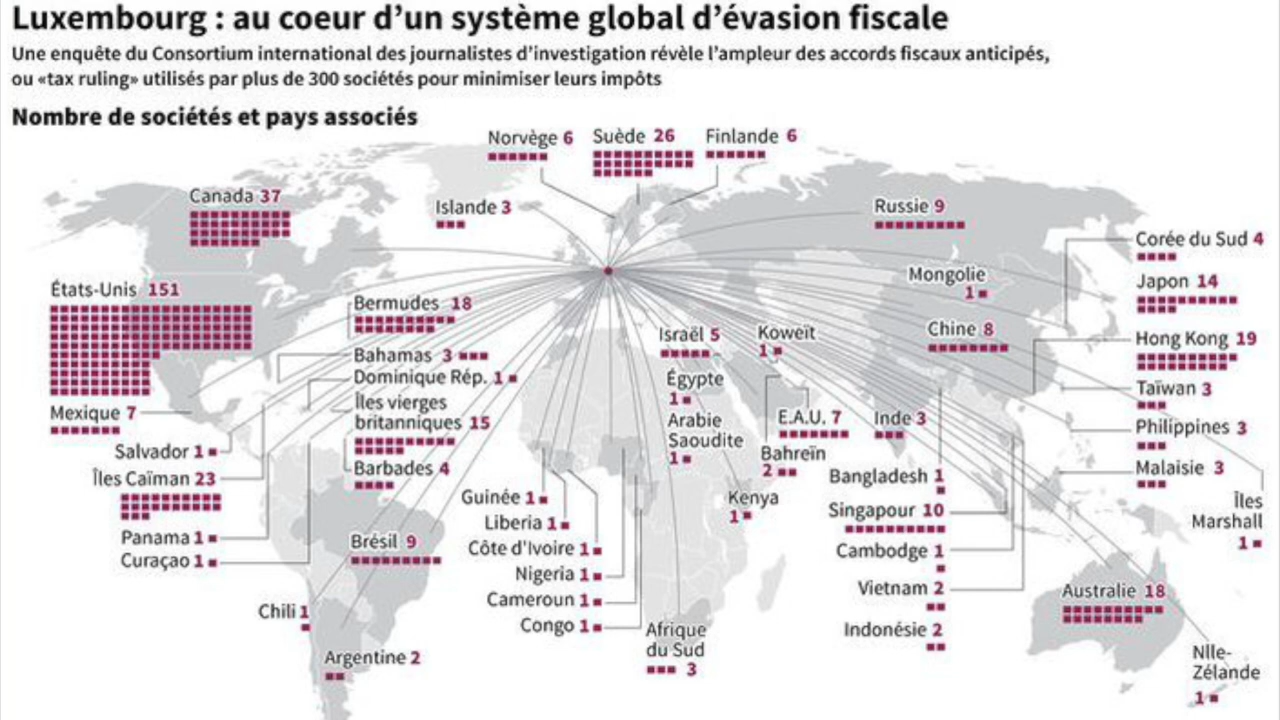 Luxembourg : au coeur d'un système global d'évasion fiscale
Une enquête du Consortium international des journalistes d'investigation révèle l'ampleur des accords fiscaux anticipés,
ou «tax ruling» utilisés par plus de 300 sociétés pour minimiser leurs impôts
Nombre de sociétés et pays associés
Norvège 6
Suède 26
Finlande 6
Canada 37
Islande 3
Russie 9
Corée du Sud 4
États-Unis 151
Mongolie
1
Japon 14
Bermudes 18
Israël 5
Koweït
1
Chine 8
Hong Kong 19
Bahamas 3
Dominique Rép. 1
Égypte
1
Taïwan 3
Mexique 7
Îles vierges
britanniques 15
Arabie
Saoudite
1
E.A.U. 7
Inde 3
Philippines 3
Salvador 1
Bahreïn
2
Îles Caïman 23
Barbades 4
Bangladesh 1
Malaisie 3
Guinée 1
Kenya
1
Îles
Marshall
1
Liberia 1
Singapour 10
Panama 1
Brésil 9
Côte d'Ivoire 1
Cambodge 1
Curaçao 1
Nigeria 1
Vietnam 2
Australie 18
Chili 1
Cameroun 1
Congo 1
Afrique
du Sud
3
Indonésie 2
Argentine 2
Nlle-
Zélande
1